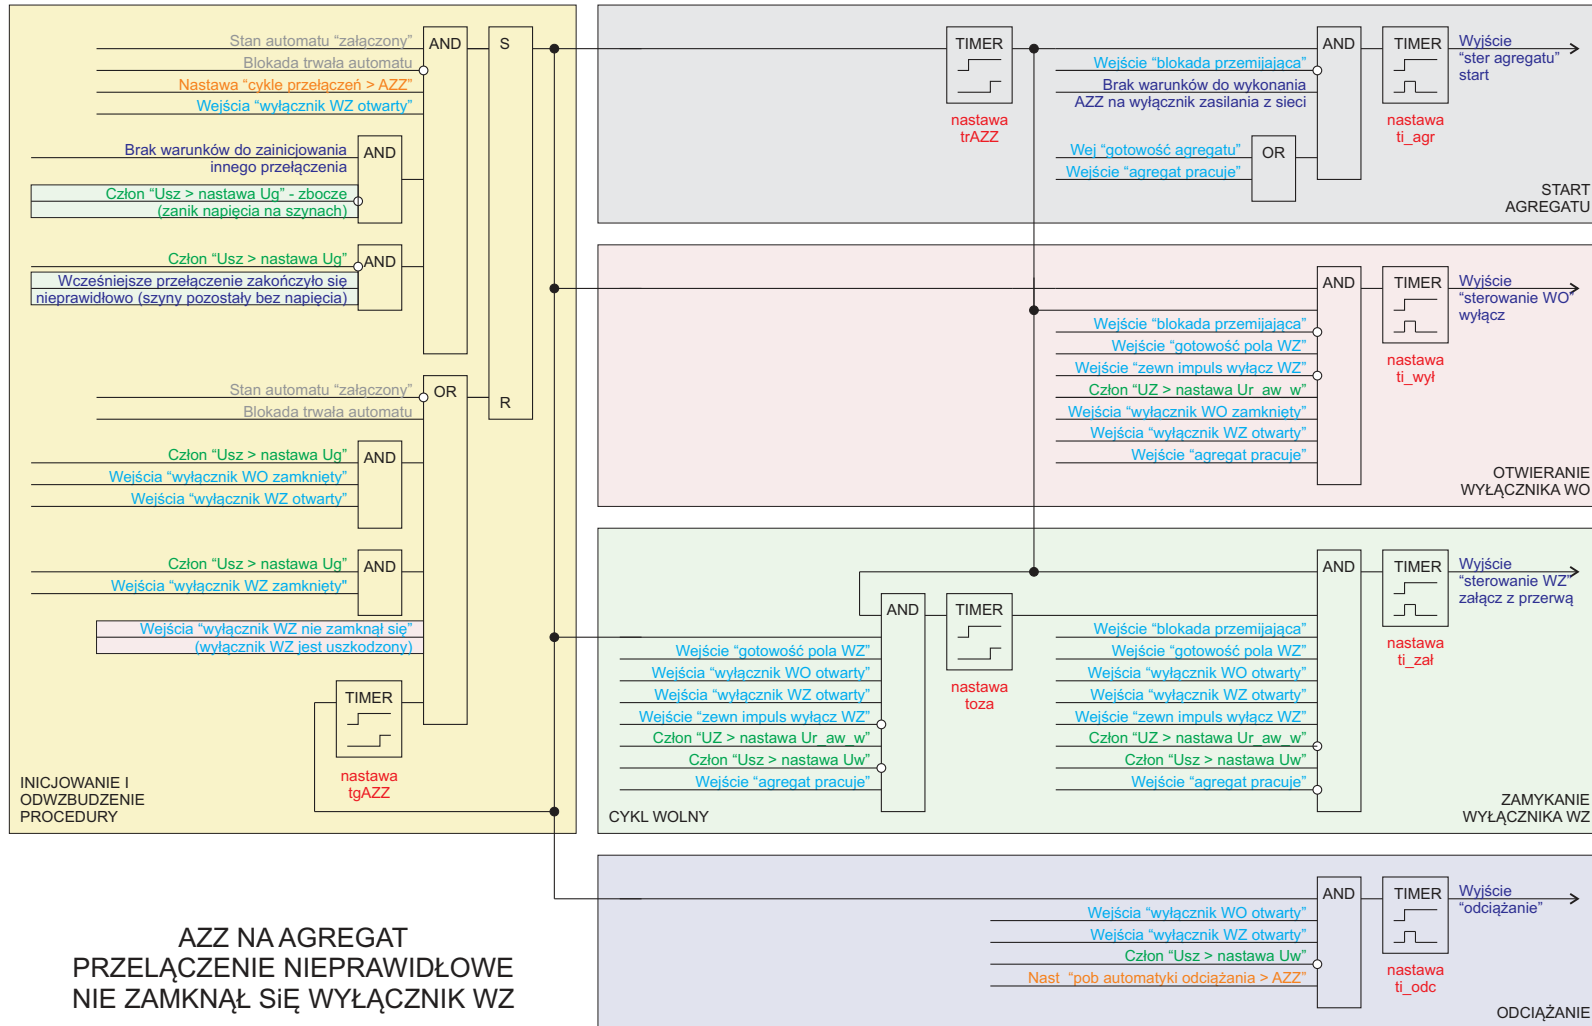 Stan automatu “załączony”
Blokada trwała automatu
Nastawa “cykle przełączeń > AZZ”
Wejścia “wyłącznik WZ otwarty”
AND
S
Brak warunków do zainicjowania
innego przełączenia
AND
Człon “Usz > nastawa Ug” - zbocze
(zanik napięcia na szynach)
Człon “Usz > nastawa Ug”
AND
Wcześniejsze przełączenie zakończyło się
nieprawidłowo (szyny pozostały bez napięcia)
Stan automatu “załączony”
OR
R
Blokada trwała automatu
Człon “Usz > nastawa Ug”
AND
Wejścia “wyłącznik WO zamknięty”
Wejścia “wyłącznik WZ otwarty”
Człon “Usz > nastawa Ug”
AND
Wejścia “wyłącznik WZ zamknięty”
Wejścia “wyłącznik WZ nie zamknął się”
(wyłącznik WZ jest uszkodzony)
TIMER
nastawa
tgAZZ
INICJOWANIE I
ODWZBUDZENIE
PROCEDURY
TIMER
nastawa
trAZZ
Wejście “blokada przemijająca”
Brak warunków do wykonania
AZZ na wyłącznik zasilania z sieci
Wej “gotowość agregatu”
Wejście “agregat pracuje”
OR
AND
TIMER
nastawa
ti_agr
Wyjście
“ster agregatu”
start
START
AGREGATU
AND
TIMER
Wyjście
“sterowanie WO”
wyłącz
Wejście “blokada przemijająca”
Wejście “gotowość pola WZ”
Wejście “zewn impuls wyłącz WZ”
Człon “UZ > nastawa Ur_aw_w”
Wejścia “wyłącznik WO zamknięty”
Wejścia “wyłącznik WZ otwarty”
Wejście “agregat pracuje”
nastawa
ti_wył
OTWIERANIE
WYŁĄCZNIKA WO
AND
TIMER
Wejście “gotowość pola WZ”
Wejścia “wyłącznik WO otwarty”
Wejścia “wyłącznik WZ otwarty”
Wejście “zewn impuls wyłącz WZ”
Człon “UZ > nastawa Ur_aw_w”
Człon “Usz > nastawa Uw”
Wejście “agregat pracuje”
nastawa
toza
CYKL WOLNY
AND
TIMER
Wyjście
“sterowanie WZ”
załącz z przerwą
Wejście “blokada przemijająca”
Wejście “gotowość pola WZ”
Wejścia “wyłącznik WO otwarty”
Wejścia “wyłącznik WZ otwarty”
Wejście “zewn impuls wyłącz WZ”
Człon “UZ > nastawa Ur_aw_w”
Człon “Usz > nastawa Uw”
Wejście “agregat pracuje”
nastawa
ti_zał
ZAMYKANIE
WYŁĄCZNIKA WZ
AND
TIMER
Wyjście
“odciążanie”
Wejścia “wyłącznik WO otwarty”
Wejścia “wyłącznik WZ otwarty”
Człon “Usz > nastawa Uw”
Nast “pob automatyki odciążania > AZZ”
nastawa
ti_odc
ODCIĄŻANIE
AZZ NA AGREGAT
PRZELĄCZENIE NIEPRAWIDŁOWE
NIE ZAMKNĄŁ SiĘ WYŁĄCZNIK WZ